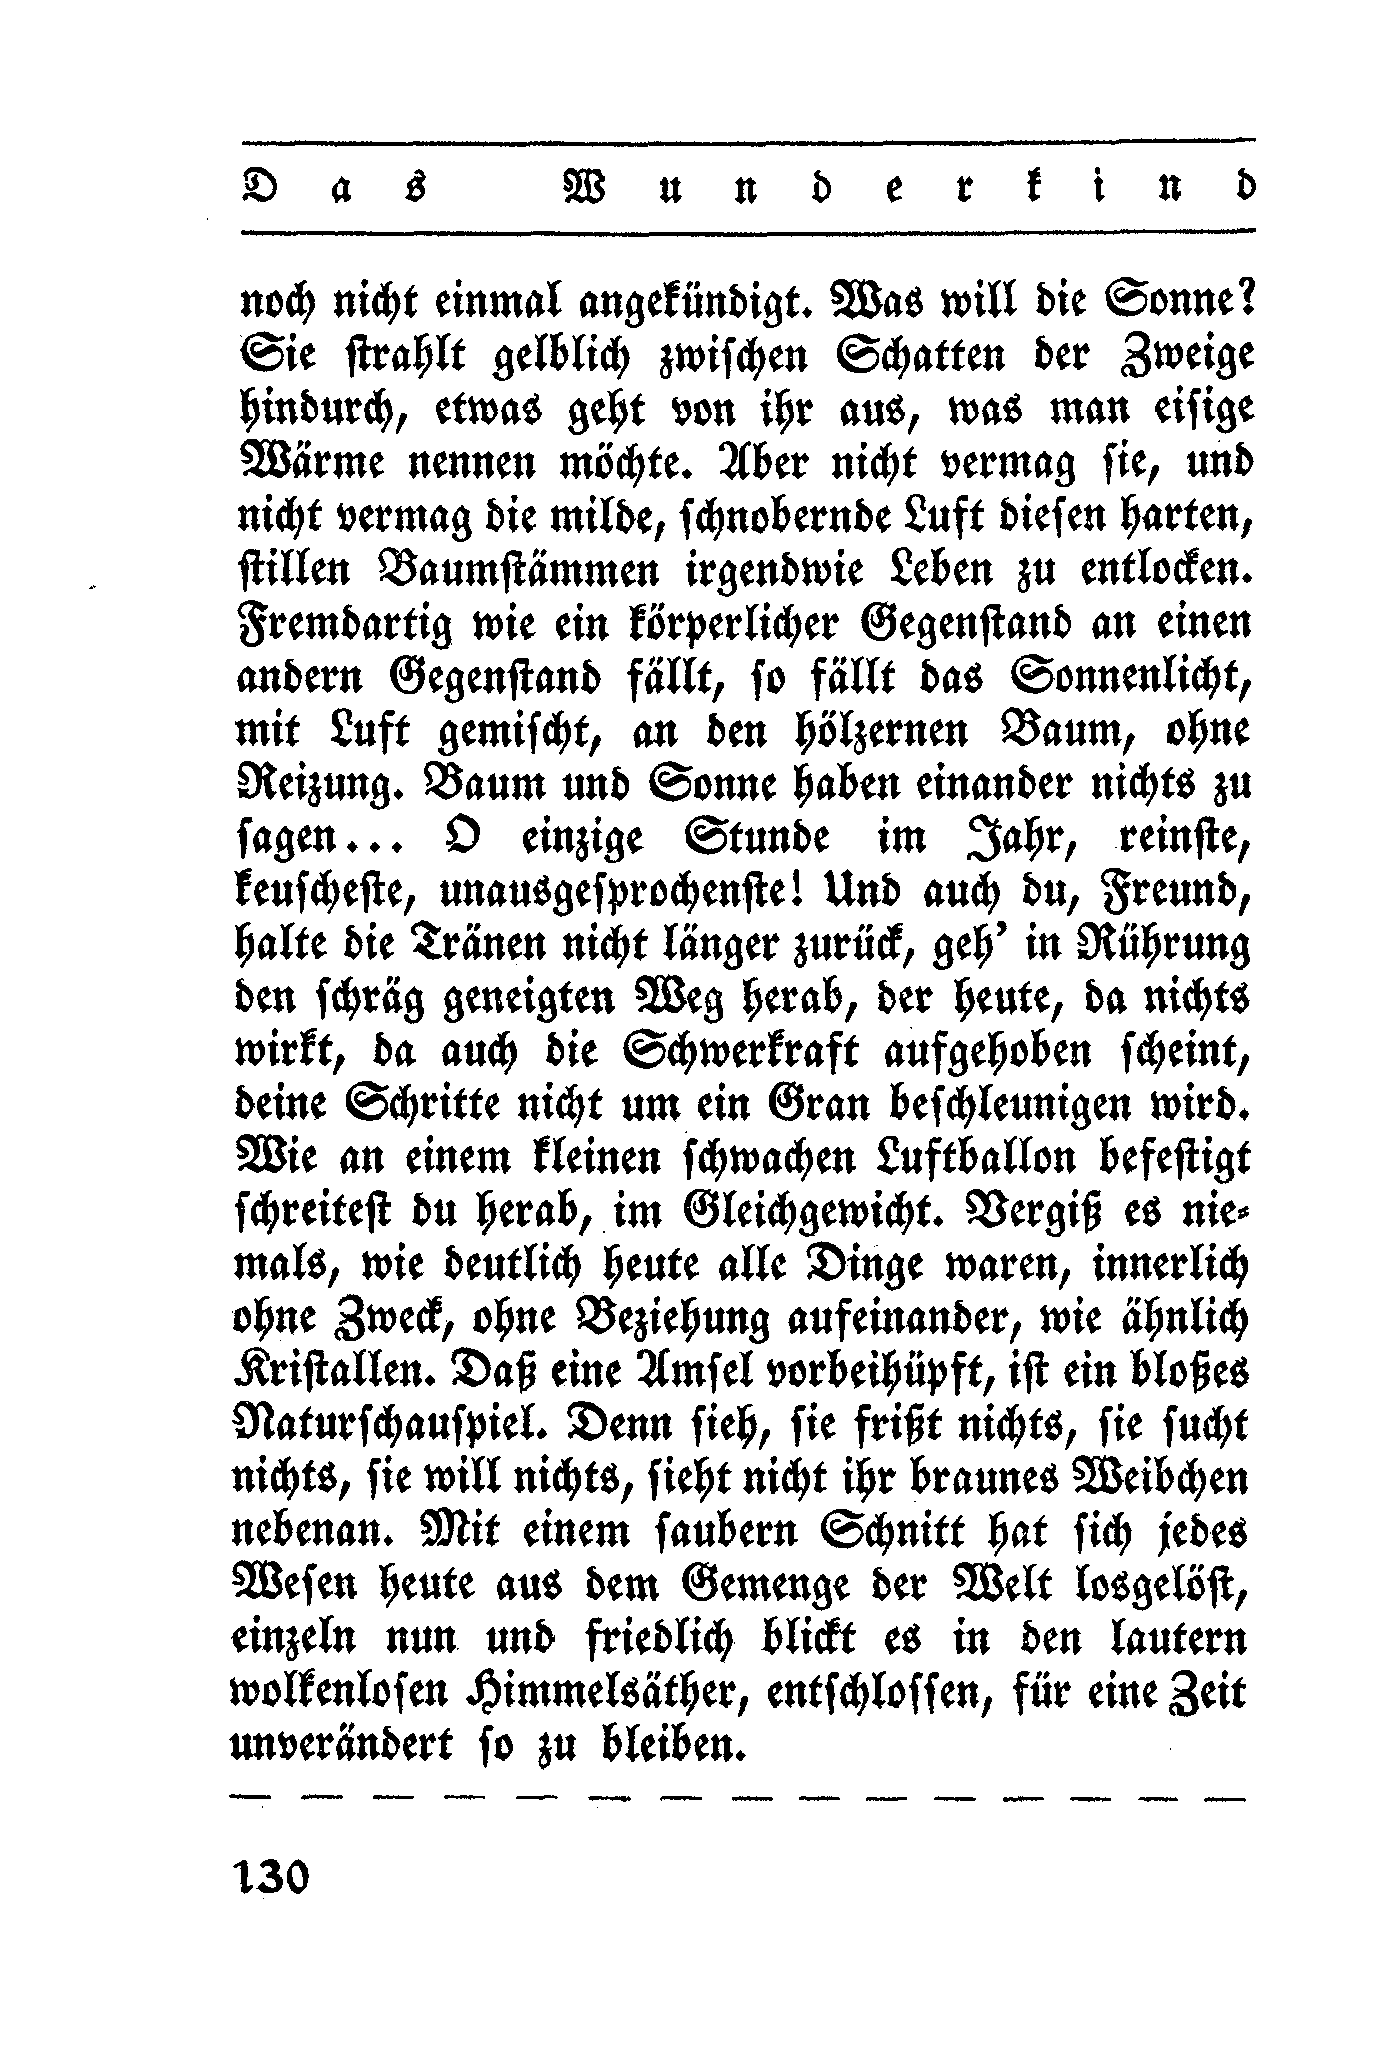 Das Wunderkind
noch nicht einmal angekündigt. Was will die Sonne?
Sie strahlt gelblich zwischen Schatten der Zweige
hindurch, etwas geht von ihr aus, was man eisige
Wärme nennen möchte. Aber nicht vermag sie, und
nicht vermag die milde, schnobernde Luft diesen harten,
stillen Baumstämmen irgendwie Leben zu entlocken.
Fremdartig wie ein körperlicher Gegenstand an einen
andern Gegenstand fällt, so fällt das Sonnenlicht,
mit Luft gemischt, an den hölzernen Baum, ohne
Reizung. Baum und Sonne haben einander nichts zu
sagen... O einzige Stunde im Jahr, reinste,
keuscheste, unausgesprochenste! Und auch du, Freund,
halte die Tränen nicht länger zurück, geh' in Rührung
den schräg geneigten Weg herab, der heute, da nichts
wirkt, da auch die Schwerkraft aufgehoben scheint,
deine Schritte nicht um ein Gran beschleunigen wird.
Wie an einem kleinen schwachen Luftballon befestigt
schreitest du herab, im Gleichgewicht. Vergiß es nie-
mals, wie deutlich heute alle Dinge waren, innerlich
ohne Zweck, ohne Beziehung aufeinander, wie ähnlich
Kristallen. Daß eine Amsel vorbeihüpft, ist ein bloßes
Naturschauspiel. Denn sieh, sie frißt nichts, sie sucht
nichts, sie will nichts, sieht nicht ihr braunes Weibchen
nebenan. Mit einem saubern Schnitt hat sich jedes
Wesen heute aus dem Gemenge der Welt losgelöst,
einzeln nun und friedlich blickt es in den lautern
wolkenlosen Himmelsäther, entschlossen, für eine Zeit
unverändert so zu bleiben.
130